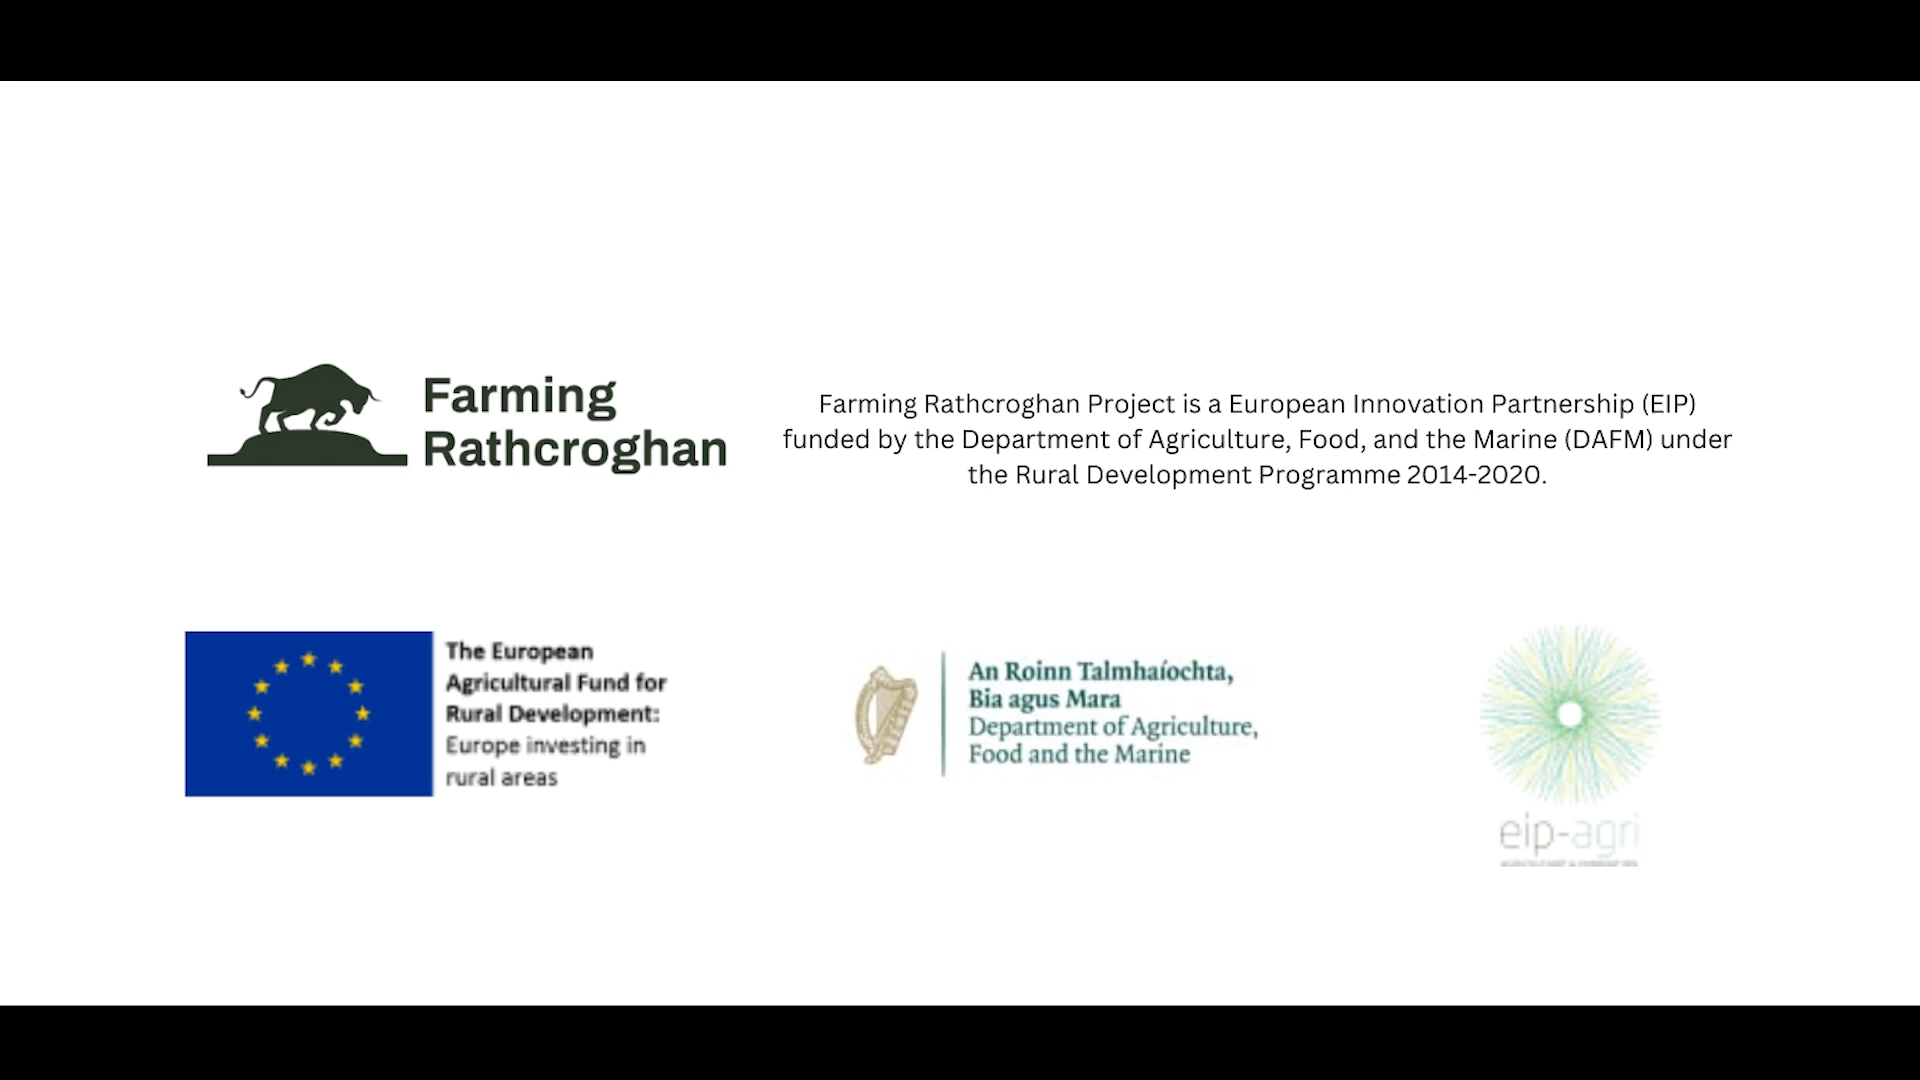 Farming
Rathcroghan
Farming Rathcroghan Project is a European Innovation Partnership (EIP)
funded by the Department of Agriculture, Food, and the Marine (DAFM) under
the Rural Development Programme 2014-2020.
The European
Agricultural Fund for
Rural Development:
Europe investing in
rural areas
An Roinn Talmhaíochta,
Bia agus Mara
Department of Agriculture,
Food and the Marine
eip-agri